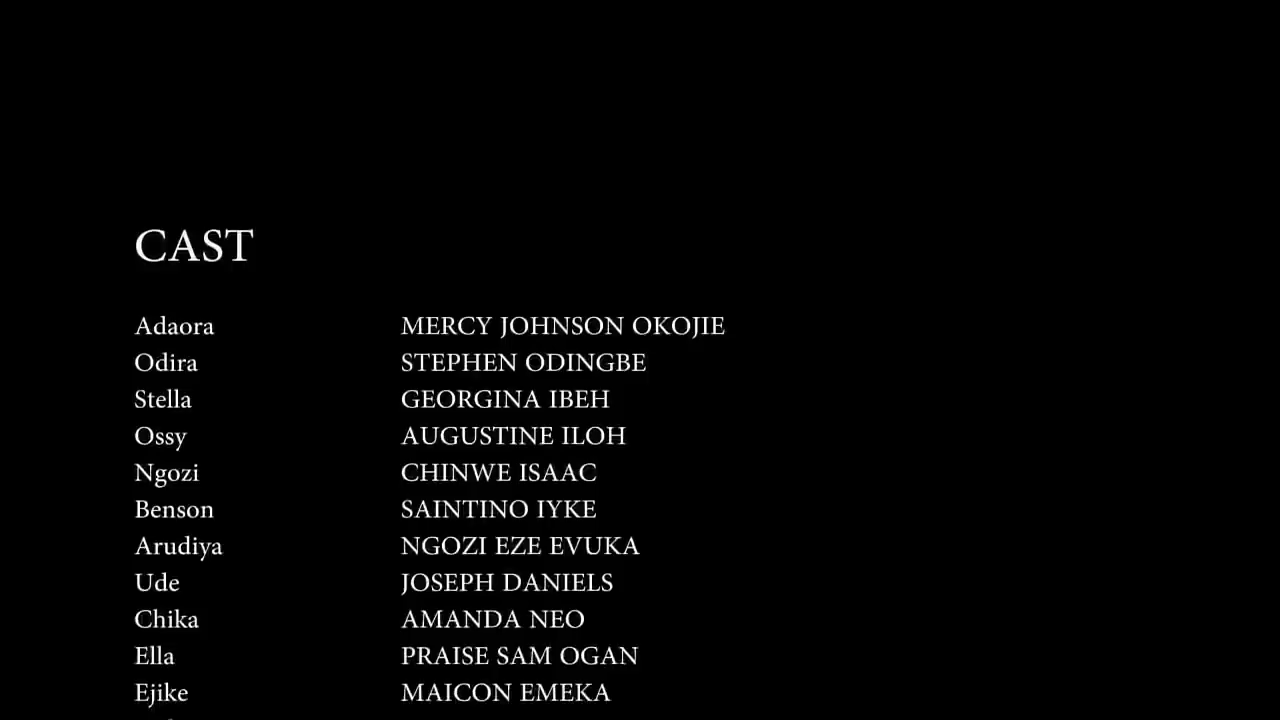 CAST
Adaora MERCY JOHNSON OKOJIE
Odira STEPHEN ODINGBE
Stella GEORGINA IBEH
Ossy AUGUSTINE ILOH
Ngozi CHINWE ISAAC
Benson SAINTINO IYKE
Arudiya NGOZI EZE EVUKA
Ude JOSEPH DANIELS
Chika AMANDA NEO
Ella PRAISE SAM OGAN
Ejike MAICON EMEKA